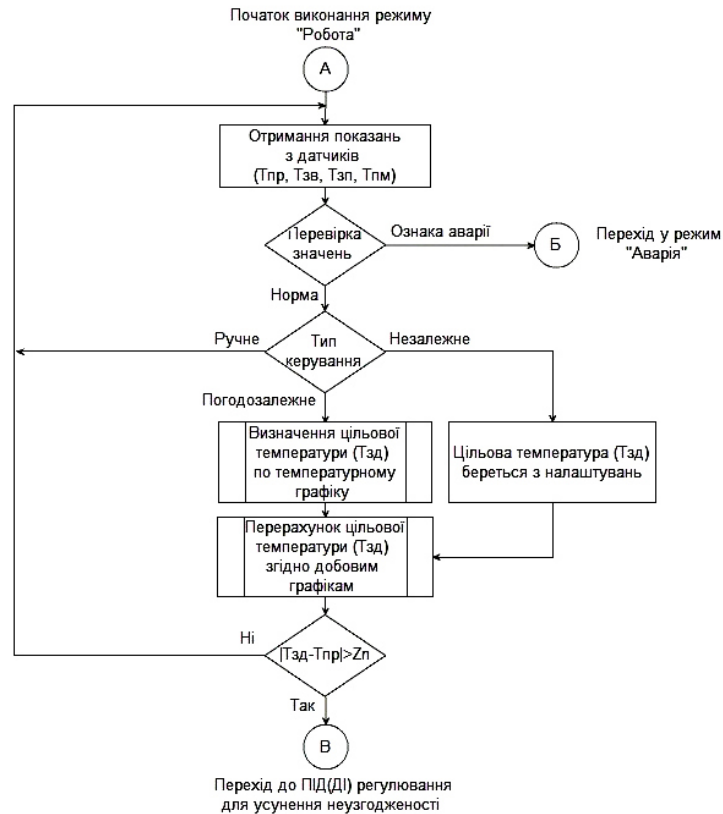 Початок виконання режиму
"Робота"
А
Отримання показань
з датчиків
(Тпр, Тзв, Тзп, Тпм)
Перевірка
значень
Ознака аварії
Б
Перехід у режим
"Аварія"
Норма
Ручне
Тип
керування
Незалежне
Погодозалежне
Визначення цільової
температури (Тзд)
по температурному
графіку
Цільова температура (Тзд)
береться з налаштувань
Перерахунок цільової
температури (Тзд)
згідно добовим
графікам
Ні
|Тзд-Тпр|>Zn
Так
В
Перехід до ПІД(ДІ) регулювання
для усунення неузгодженості